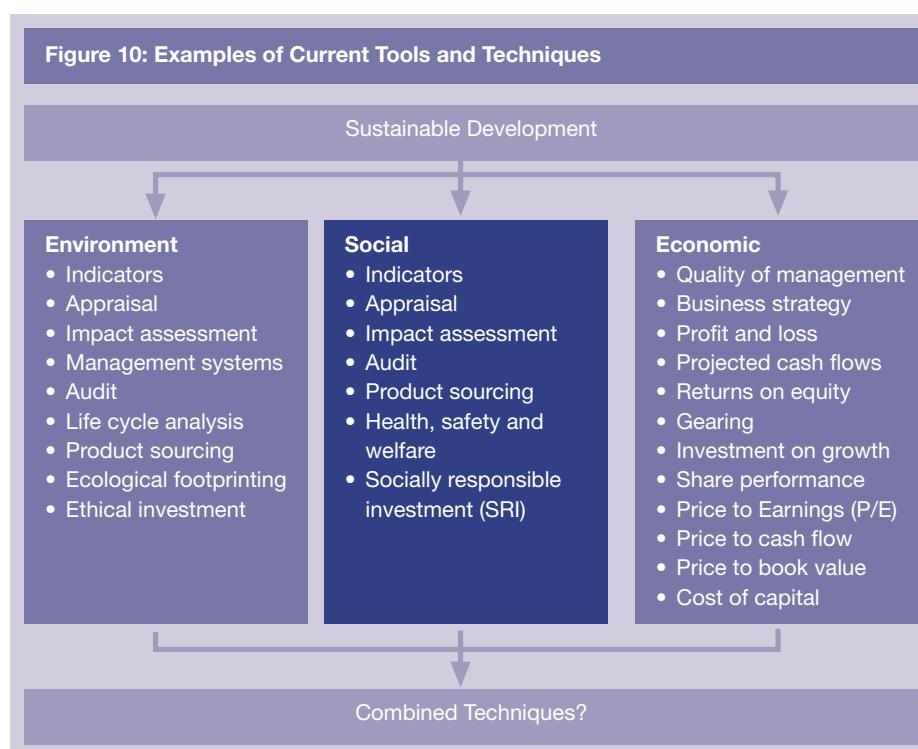 Figure 10: Examples of Current Tools and Techniques
Sustainable Development
Environment
• Indicators
• Appraisal
• Impact assessment
• Management systems
• Audit
• Life cycle analysis
• Product sourcing
• Ecological footprinting
• Ethical investment
Social
• Indicators
• Appraisal
• Impact assessment
• Audit
• Product sourcing
• Health, safety and
welfare
• Socially responsible
investment (SRI)
Economic
• Quality of management
• Business strategy
• Profit and loss
• Projected cash flows
• Returns on equity
• Gearing
• Investment on growth
• Share performance
• Price to Earnings (P/E)
• Price to cash flow
• Price to book value
• Cost of capital
Combined Techniques?